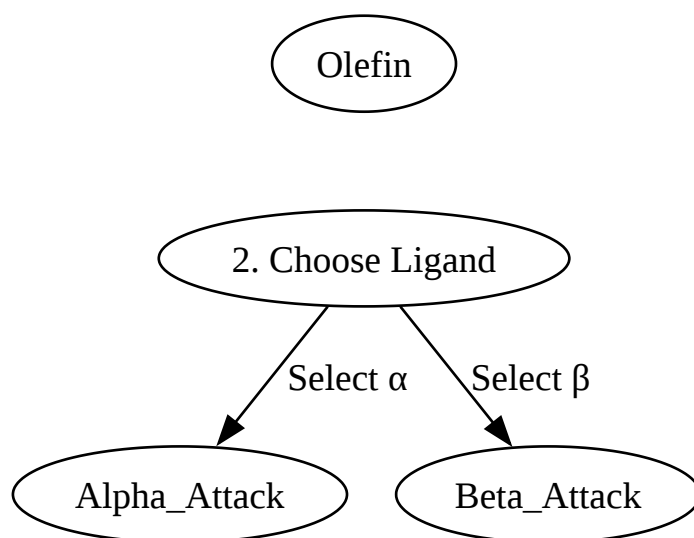 Olefin
2. Choose Ligand
Select α
Select β
Alpha_Attack
Beta_Attack